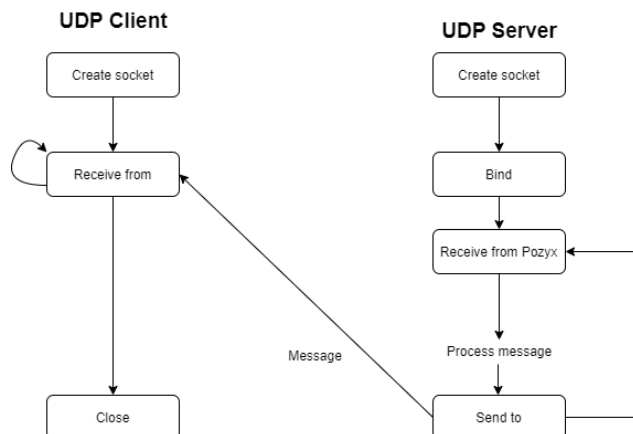 UDP Client
UDP Server
Create socket
Create socket
Receive from
Bind
Receive from Pozyx
Message
Process message
Close
Send to